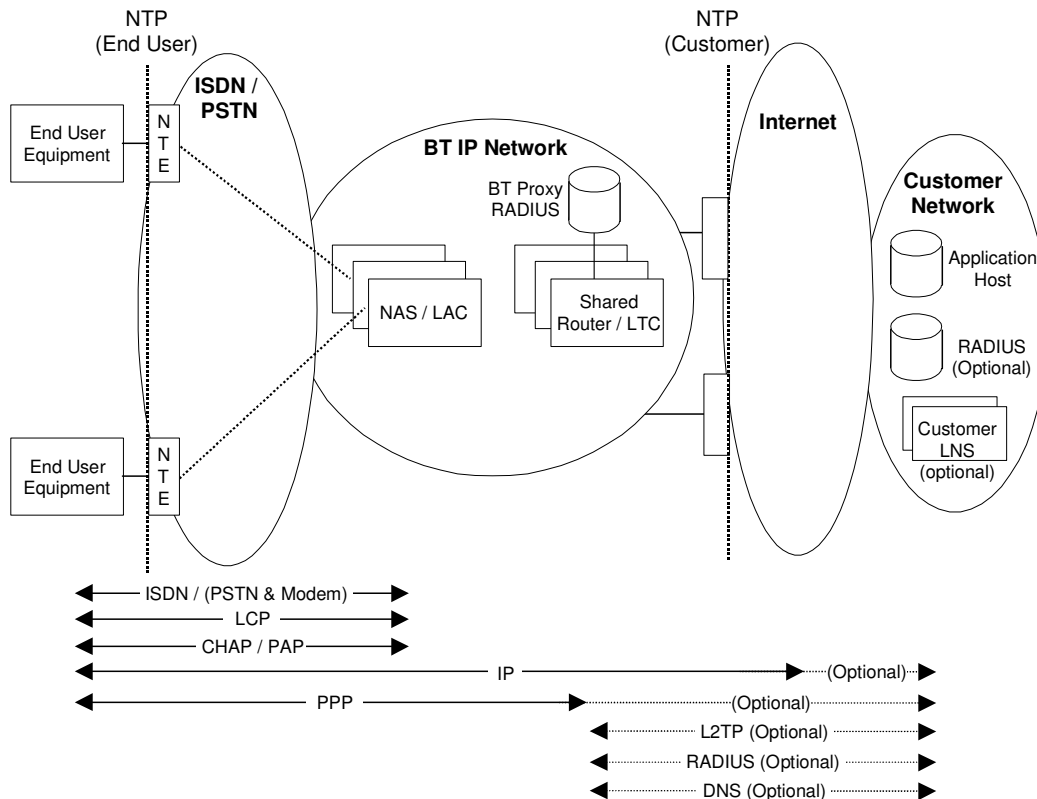 NTP
(End User)
NTP
(Customer)
ISDN /
PSTN
Internet
BT IP Network
Customer
Network
End User
Equipment
N
T
E
BT Proxy
RADIUS
NAS / LAC
Shared
Router / LTC
Application
Host
RADIUS
(Optional)
Customer
LNS
(optional)
End User
Equipment
N
T
E
ISDN / (PSTN & Modem)
LCP
CHAP / PAP
IP
(Optional)
PPP
(Optional)
L2TP (Optional)
RADIUS (Optional)
DNS (Optional)